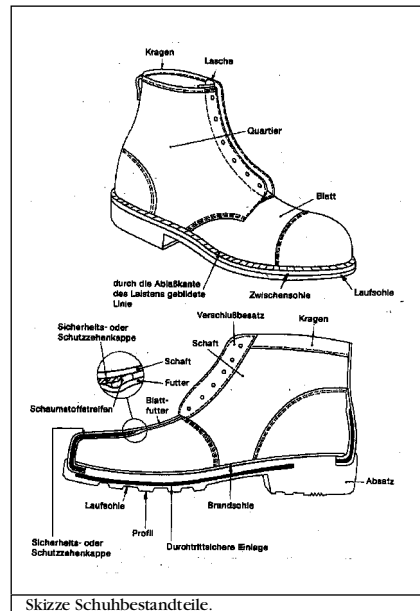 Kragen
Lasche
Quartier
Blatt
durch die Ablaßkante
des Leistens gebildete
Linie
Zwischensohle
Laufsohle
Verschlußbesatz
Kragen
Sicherheits- oder
Schutzzehenkappe
Schaft
Schaft
Futter
Schaumstoffstreifen
Blatt-
futter
Absatz
Laufsohle
Brandsohle
Profil
Sicherheits- oder
Schutzzehenkappe
Durchtrittsichere Einlage
Skizze Schuhbestandteile.